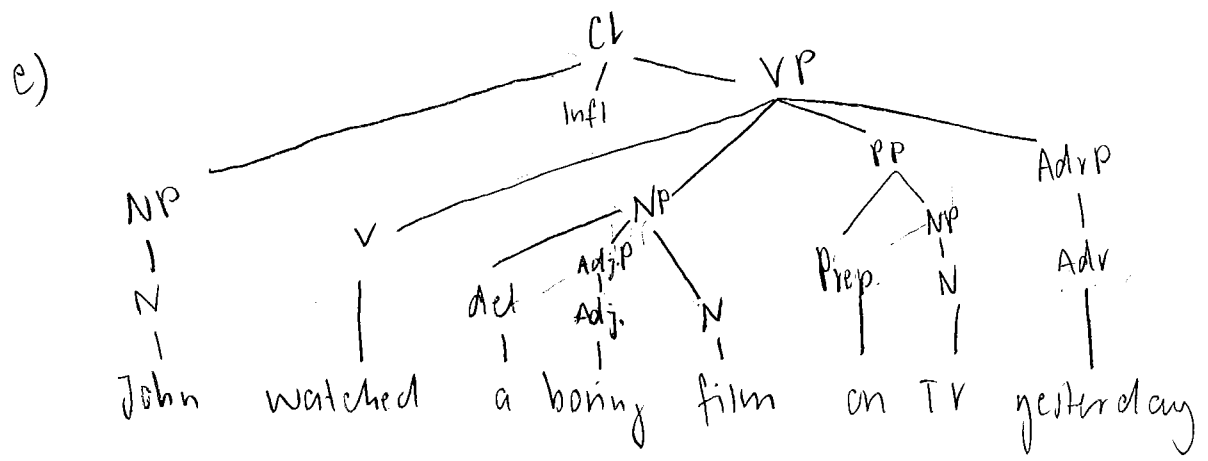 Cl
e)
VP
Infl
PP
AdvP
NP
NP
NP
V
Adj.P
Adv
Prep.
N
det
N
Adj.
N
John watched a boring film on TV yesterday